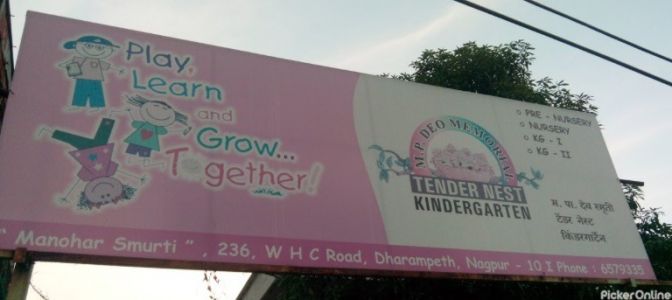 Play,
Learn
and
Grow...
Together!
M.P. DEO MEMORIAL
TENDER NEST
KINDERGARTEN
PRE - NURSERY
NURSERY
KG - I
KG - II
म. पा. देव स्मृती
टेंडर नेस्ट
किंडरगार्टन
" Manohar Smurti " , 236, W H C Road, Dharampeth, Nagpur - 10 I Phone : 6579335
PickerOnline